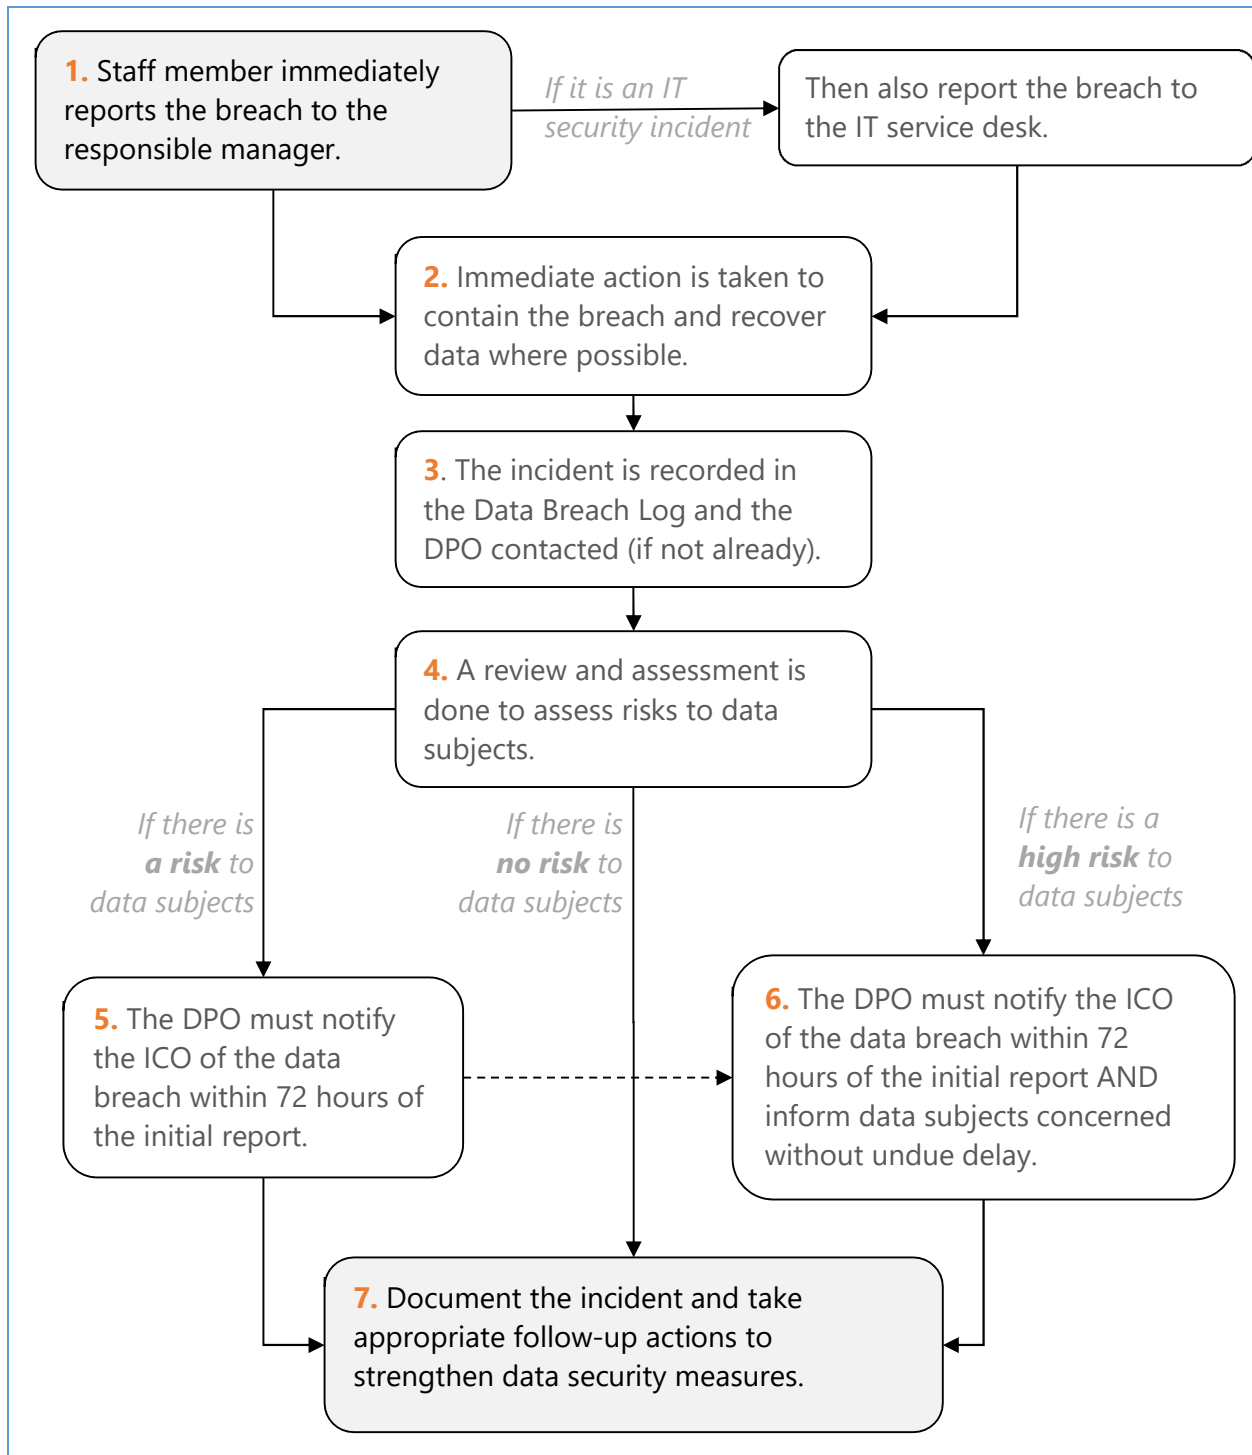 1. Staff member immediately
reports the breach to the
responsible manager.
If it is an IT
security incident
Then also report the breach to
the IT service desk.
2. Immediate action is taken to
contain the breach and recover
data where possible.
3. The incident is recorded in
the Data Breach Log and the
DPO contacted (if not already).
4. A review and assessment is
done to assess risks to data
subjects.
If there is
a risk to
data subjects
If there is
no risk to
data subjects
If there is a
high risk to
data subjects
5. The DPO must notify
the ICO of the data
breach within 72 hours of
the initial report.
6. The DPO must notify the ICO
of the data breach within 72
hours of the initial report AND
inform data subjects concerned
without undue delay.
7. Document the incident and take
appropriate follow-up actions to
strengthen data security measures.